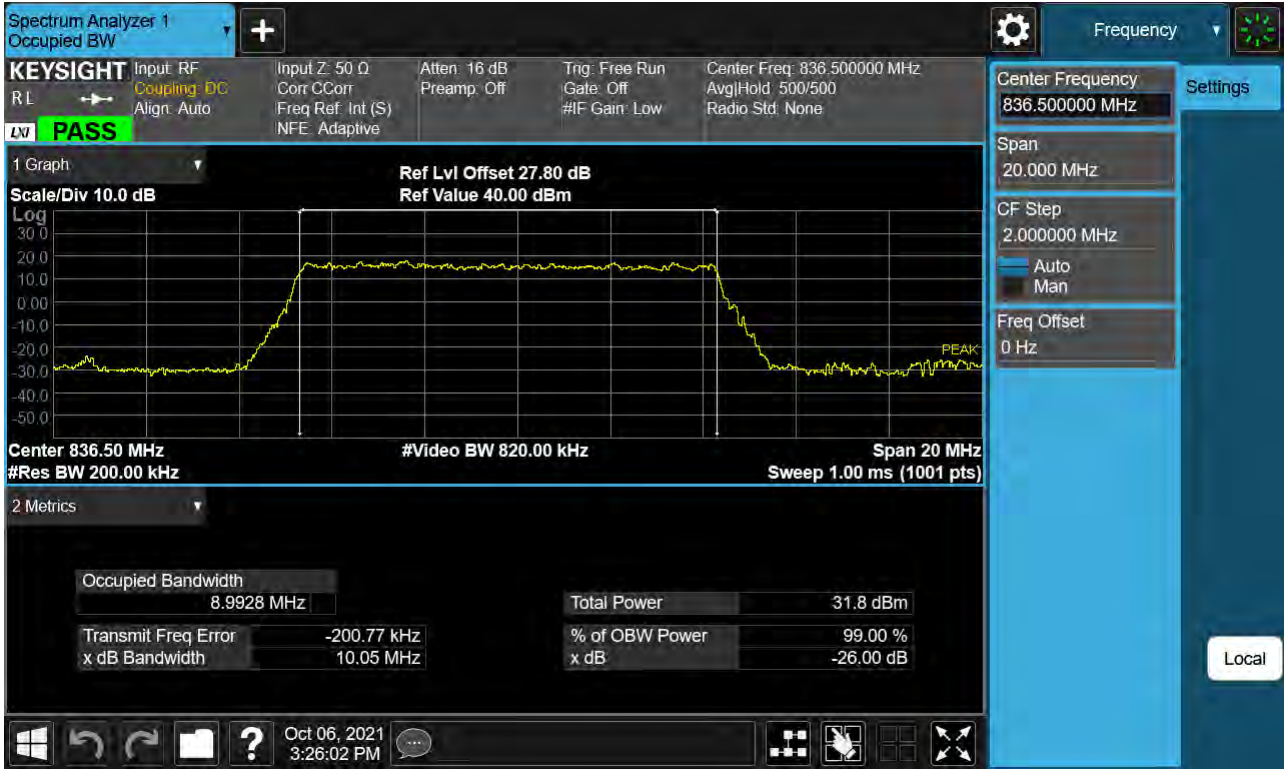 Spectrum Analyzer 1
Occupied BW
Frequency
KEYSIGHT
R L
LXI
PASS
Input: RF
Coupling: DC
Align: Auto
Input Z: 50 Ω
Corr CCorr
Freq Ref: Int (S)
NFE: Adaptive
Atten: 16 dB
Preamp: Off
Trig: Free Run
Gate: Off
#IF Gain: Low
Center Freq: 836.500000 MHz
Avg|Hold: 500/500
Radio Std: None
Center Frequency
836.500000 MHz
Settings
Span
20.000 MHz
CF Step
2.000000 MHz
Auto
Man
Freq Offset
0 Hz
1 Graph
Scale/Div 10.0 dB
Ref Lvl Offset 27.80 dB
Ref Value 40.00 dBm
Log
30.0
20.0
10.0
0.00
-10.0
-20.0
-30.0
-40.0
-50.0
PEAK
Center 836.50 MHz
#Video BW 820.00 kHz
Span 20 MHz
#Res BW 200.00 kHz
Sweep 1.00 ms (1001 pts)
2 Metrics
Occupied Bandwidth
8.9928 MHz
Total Power 31.8 dBm
Transmit Freq Error -200.77 kHz
% of OBW Power 99.00 %
x dB Bandwidth 10.05 MHz
x dB -26.00 dB
Local
?
Oct 06, 2021
3:26:02 PM